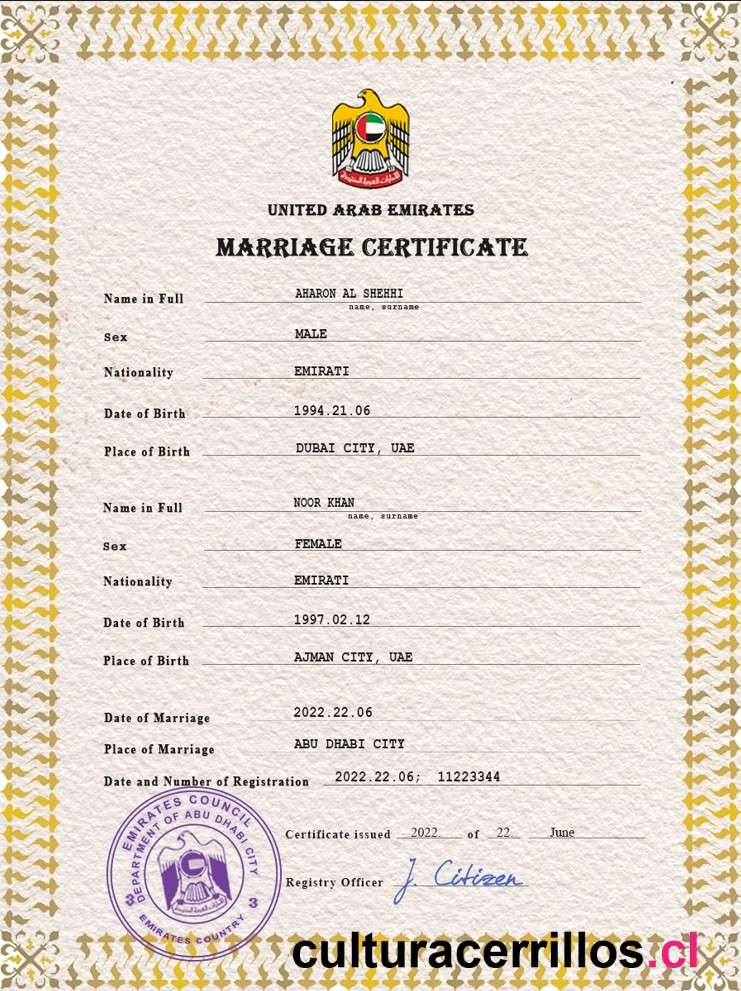 UNITED ARAB EMIRATES
MARRIAGE CERTIFICATE
Name in Full AHARON AL SHEHHI
name, surname
Sex MALE
Nationality EMIRATI
Date of Birth 1994.21.06
Place of Birth DUBAI CITY, UAE
Name in Full NOOR KHAN
name, surname
Sex FEMALE
Nationality EMIRATI
Date of Birth 1997.02.12
Place of Birth AJMAN CITY, UAE
Date of Marriage 2022.22.06
Place of Marriage ABU DHABI CITY
Date and Number of Registration 2022.22.06; 11223344
EMIRATES COUNCIL
DEPARTMENT OF ABU DHABI CITY
3 3
EMIRATES COUNTRY
Certificate issued 2022. of 22 June
Registry Officer J. Citizen
culturacerrillos.cl